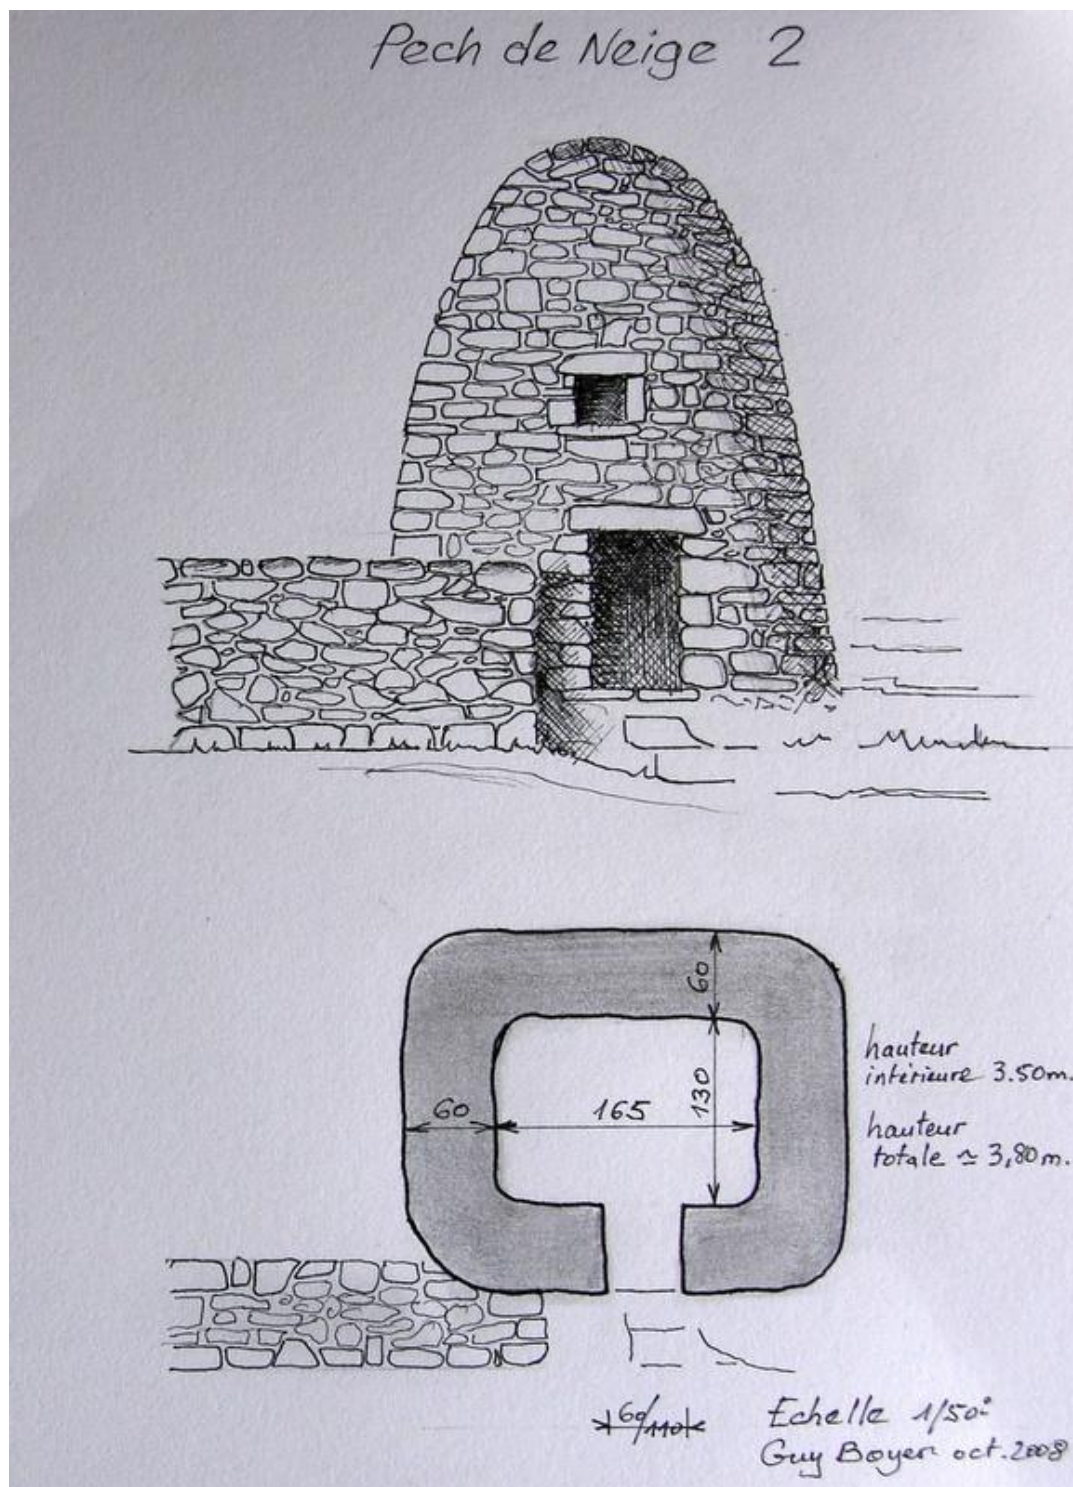 Pech de Neige 2
60
130
60
165
hauteur
intérieure 3.50m.
hauteur
totale ≃ 3,80m.
60/110
Echelle 1/50°
Guy Boyer oct. 2008